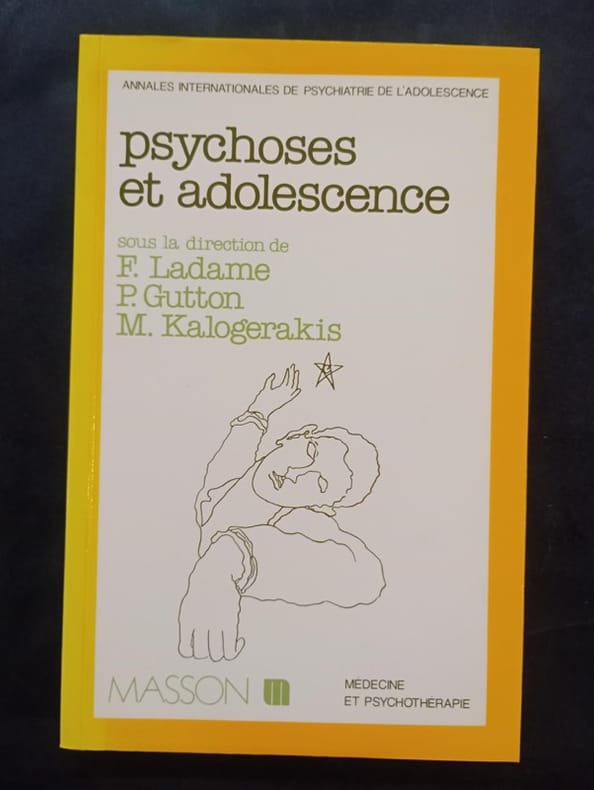 ANNALES INTERNATIONALES DE PSYCHIATRIE DE L'ADOLESCENCE
psychoses
et adolescence
sous la direction de
F. Ladame
P. Gutton
M. Kalogerakis
MASSON m
MÉDECINE
ET PSYCHOTHÉRAPIE